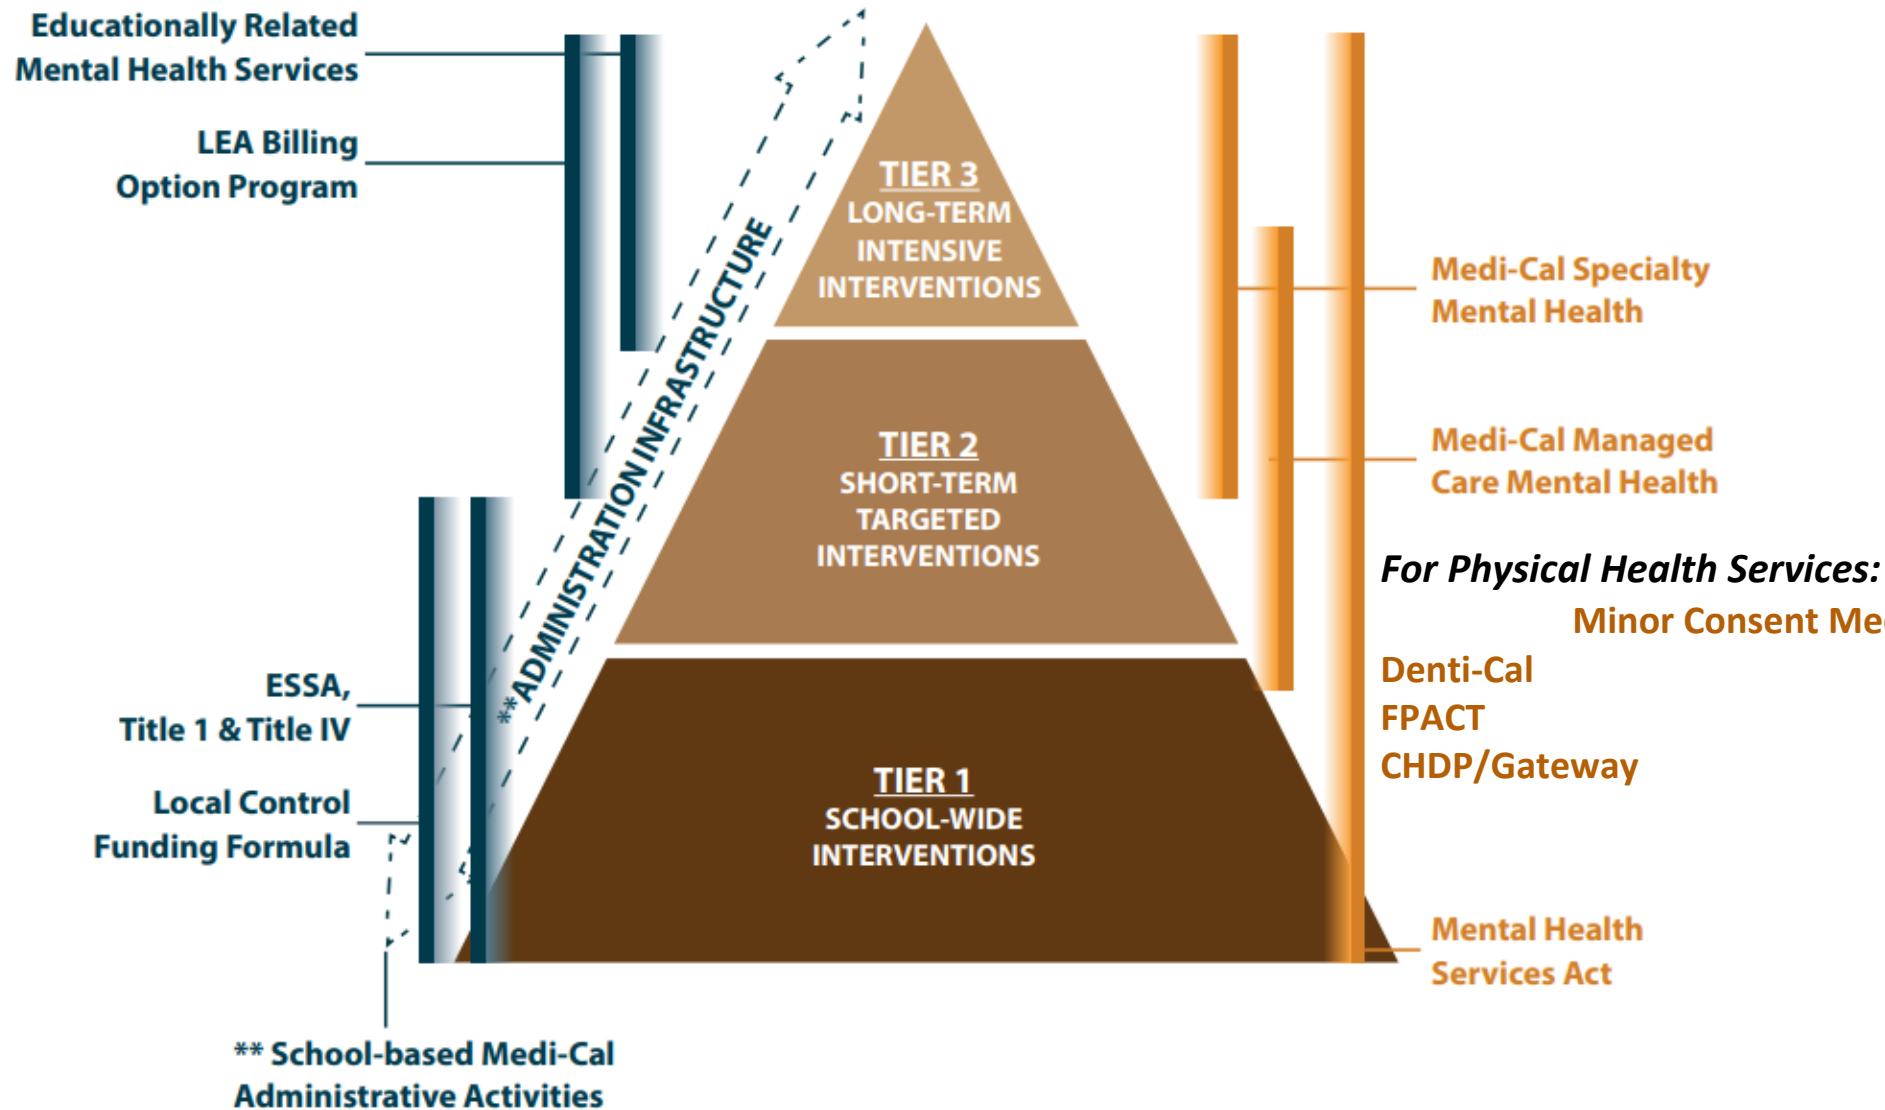 Educationally Related
Mental Health Services
LEA Billing
Option Program
ESSA,
Title 1 & Title IV
Local Control
Funding Formula
** School-based Medi-Cal
Administrative Activities
**ADMINISTRATION INFRASTRUCTURE
TIER 3
LONG-TERM
INTENSIVE
INTERVENTIONS
TIER 2
SHORT-TERM
TARGETED
INTERVENTIONS
TIER 1
SCHOOL-WIDE
INTERVENTIONS
Medi-Cal Specialty
Mental Health
Medi-Cal Managed
Care Mental Health
For Physical Health Services:
Minor Consent
Denti-Cal
FPACT
CHDP/Gateway
Mental Health
Services Act